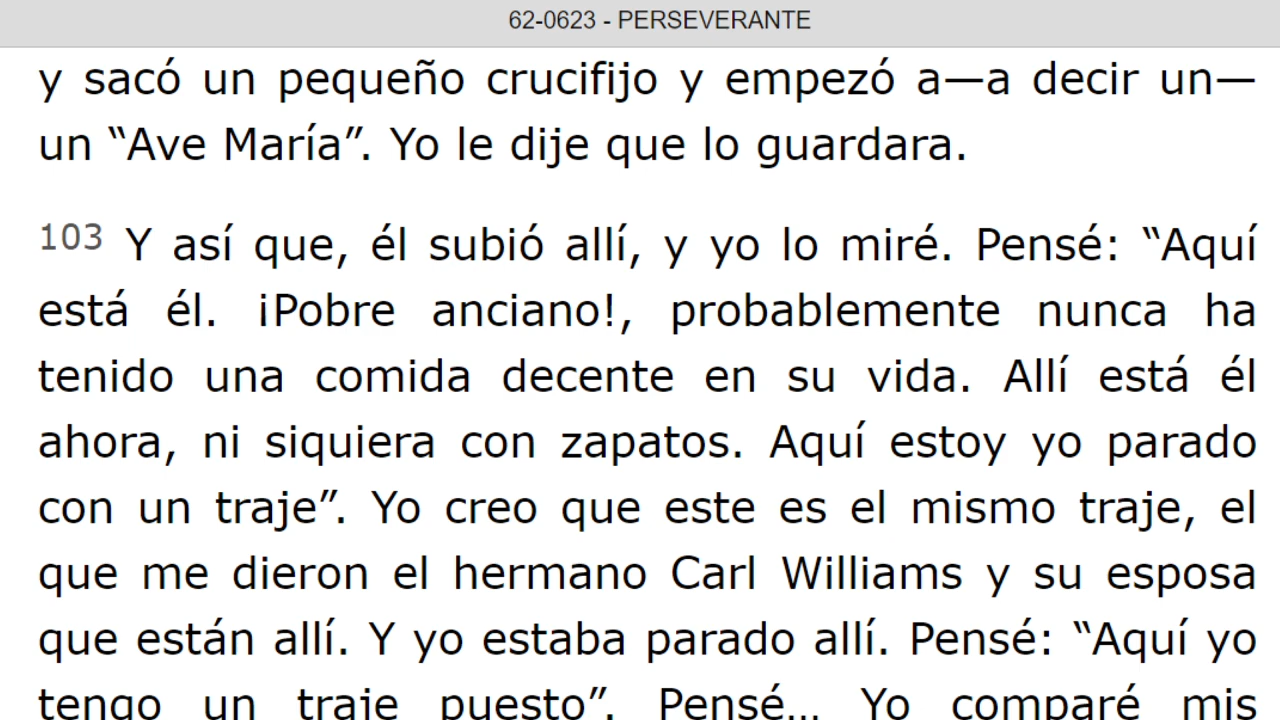 62-0623 - PERSEVERANTE
y sacó un pequeño crucifijo y empezó a—a decir un—
un “Ave María”. Yo le dije que lo guardara.
103 Y así que, él subió allí, y yo lo miré. Pensé: “Aquí
está él. ¡Pobre anciano!, probablemente nunca ha
tenido una comida decente en su vida. Allí está él
ahora, ni siquiera con zapatos. Aquí estoy yo parado
con un traje”. Yo creo que este es el mismo traje, el
que me dieron el hermano Carl Williams y su esposa
que están allí. Y yo estaba parado allí. Pensé: “Aquí yo
tengo un traje puesto”. Pensé… Yo comparé mis